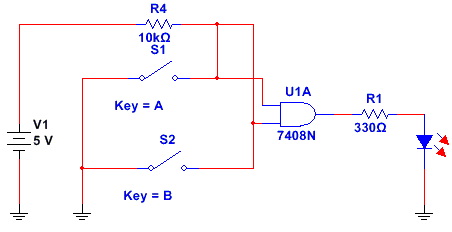 R4
10kΩ
S1
Key = A
U1A
7408N
R1
330Ω
V1
5 V
S2
Key = B